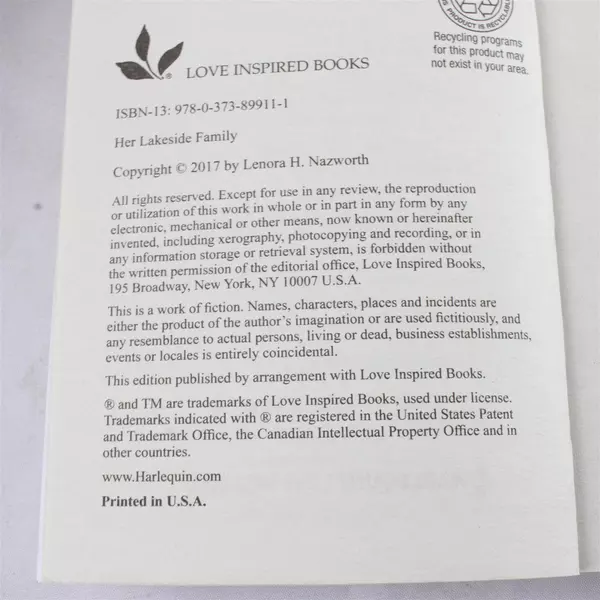 PRODUCT IS RECYCLABLE
Recycling programs
for this product may
not exist in your area.
LOVE INSPIRED BOOKS
ISBN-13: 978-0-373-89911-1
Her Lakeside Family
Copyright © 2017 by Lenora H. Nazworth
All rights reserved. Except for use in any review, the reproduction
or utilization of this work in whole or in part in any form by any
electronic, mechanical or other means, now known or hereinafter
invented, including xerography, photocopying and recording, or in
any information storage or retrieval system, is forbidden without
the written permission of the editorial office, Love Inspired Books,
195 Broadway, New York, NY 10007 U.S.A.
This is a work of fiction. Names, characters, places and incidents are
either the product of the author's imagination or are used fictitiously, and
any resemblance to actual persons, living or dead, business establishments,
events or locales is entirely coincidental.
This edition published by arrangement with Love Inspired Books.
® and TM are trademarks of Love Inspired Books, used under license.
Trademarks indicated with ® are registered in the United States Patent
and Trademark Office, the Canadian Intellectual Property Office and in
other countries.
www.Harlequin.com
Printed in U.S.A.